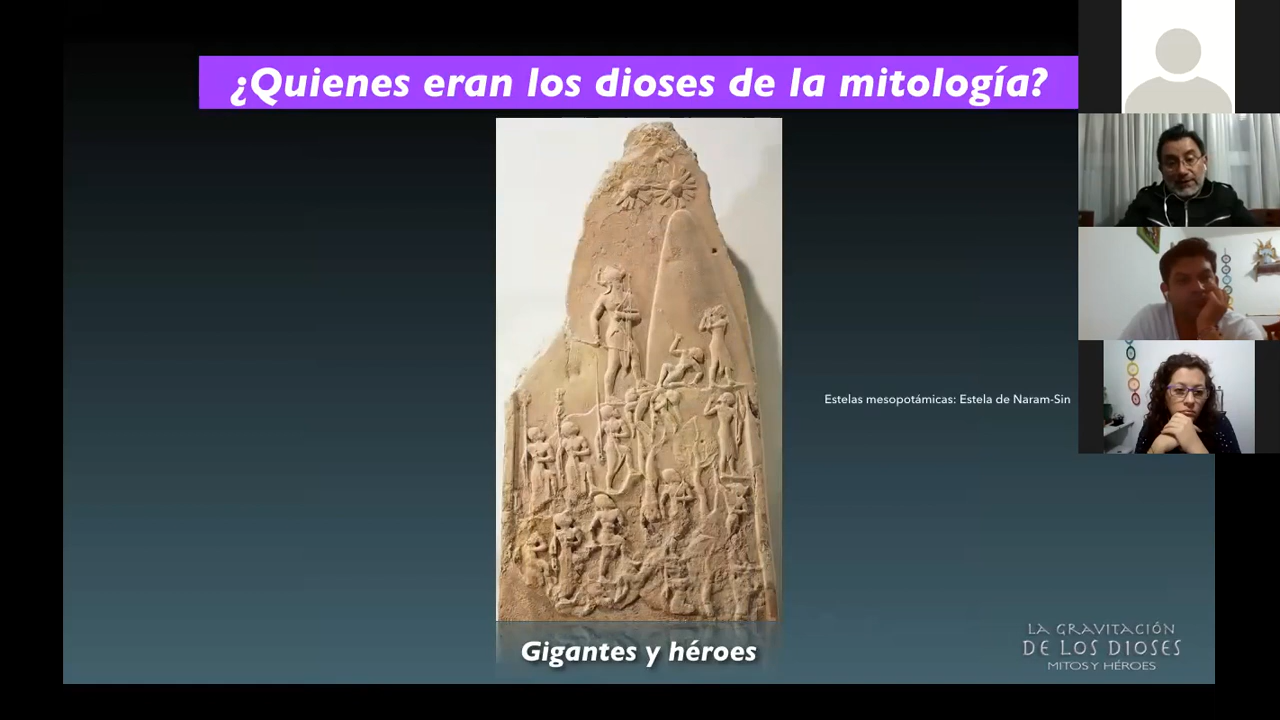 ¿Quienes eran los dioses de la mitología?
Estelas mesopotámicas: Estela de Naram-Sin
Gigantes y héroes
LA GRAVITACIÓN
DE LOS DIOSES
MITOS Y HÉROES